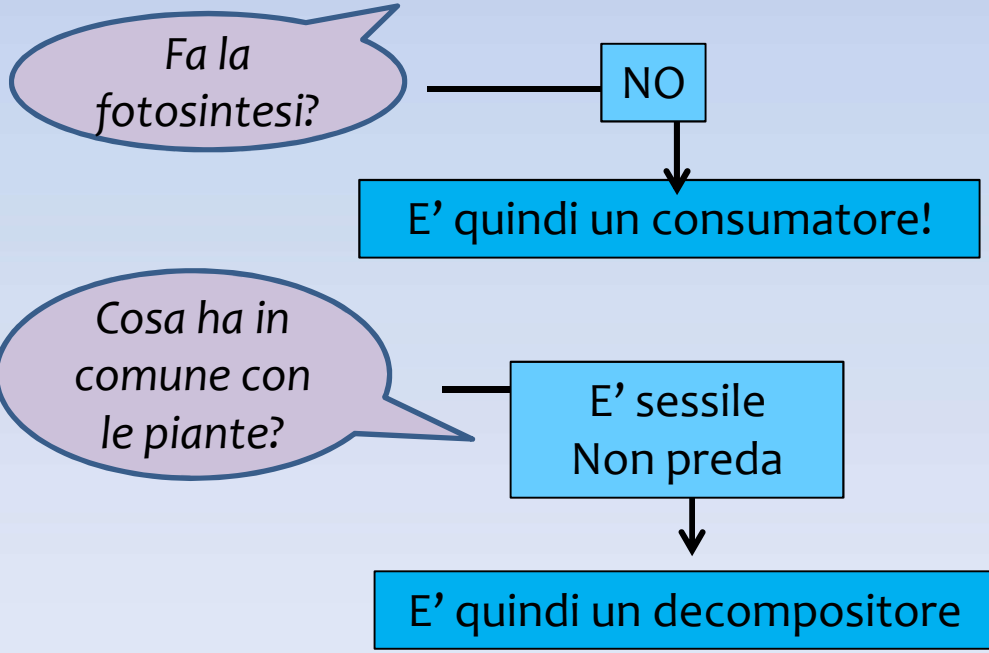 Fa la
fotosintesi?
NO
E’ quindi un consumatore!
Cosa ha in
comune con
le piante?
E’ sessile
Non preda
E’ quindi un decompositore